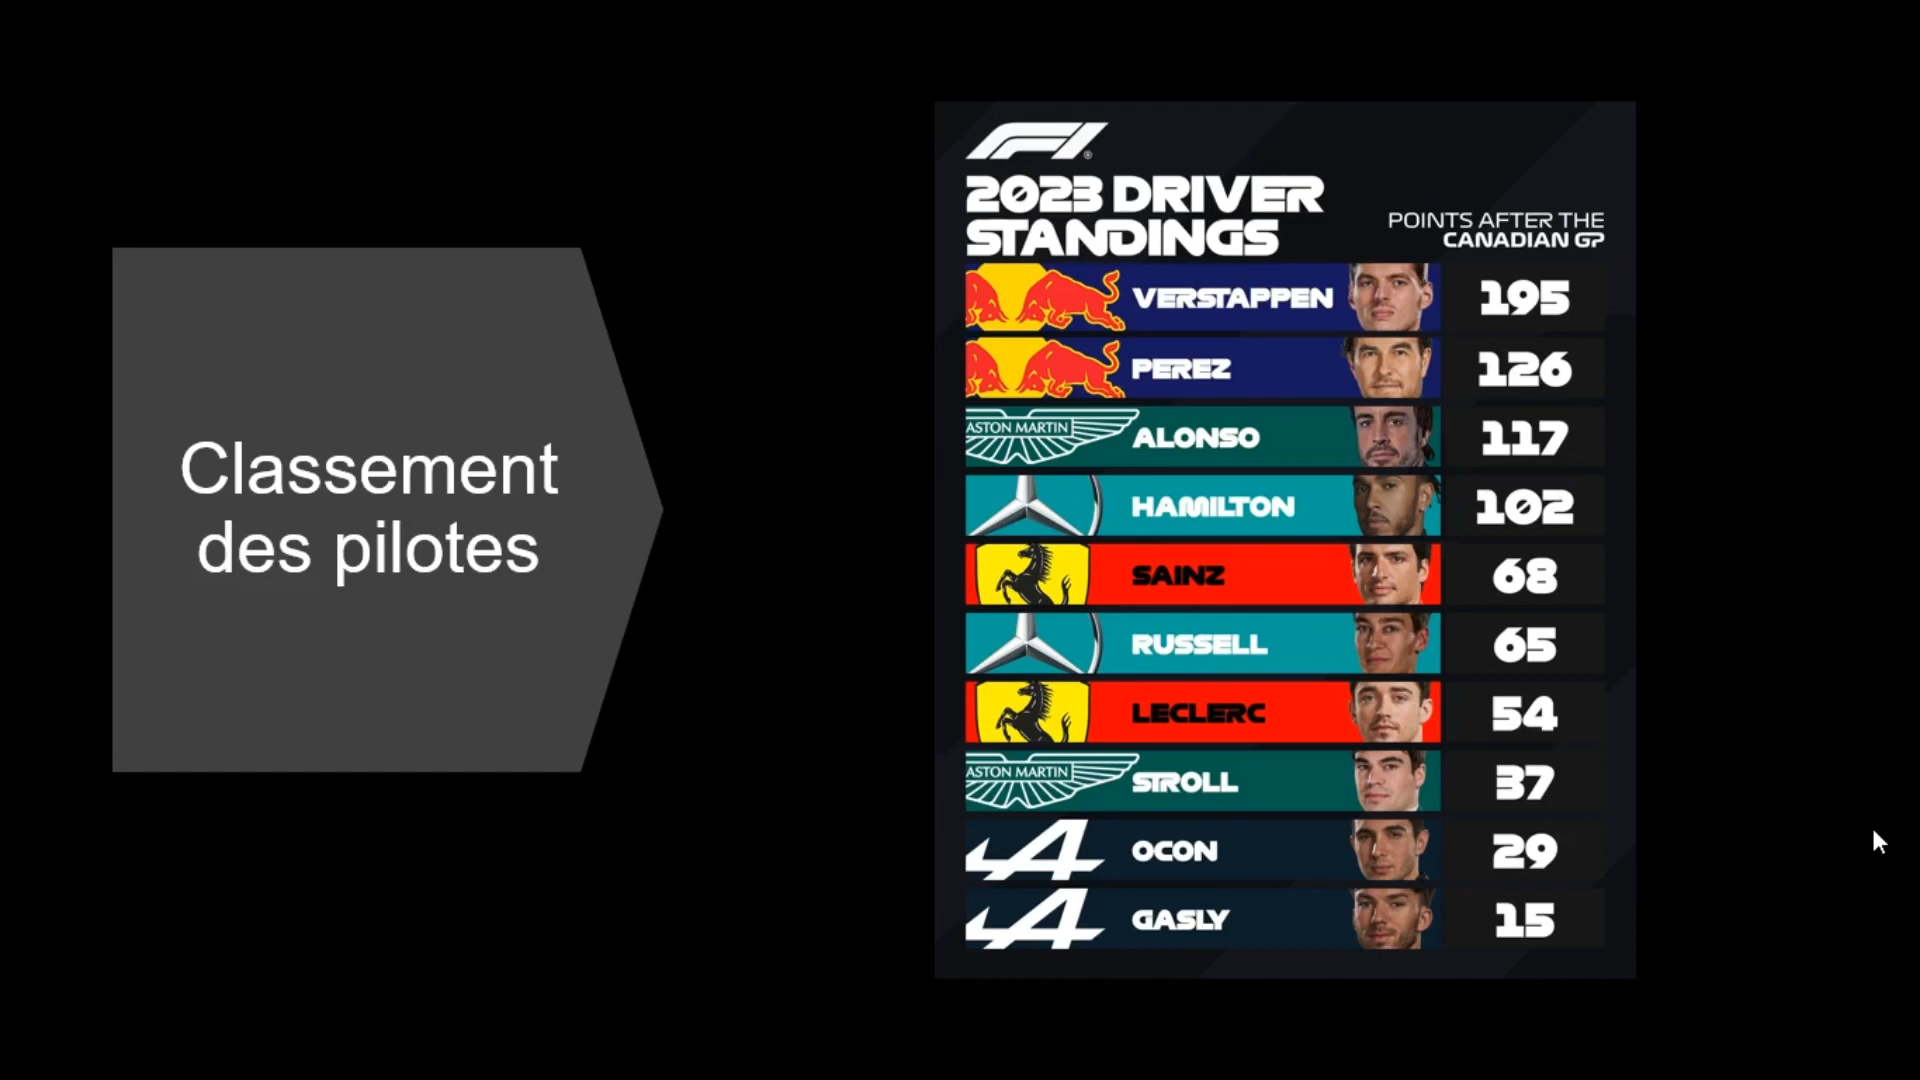 Classement
des pilotes
F1
2023 DRIVER
STANDINGS
POINTS AFTER THE
CANADIAN GP
VERSTAPPEN 195
PEREZ 126
ASTON MARTIN ALONSO 117
HAMILTON 102
SAINZ 68
RUSSELL 65
LECLERC 54
ASTON MARTIN STROLL 37
OCON 29
GASLY 15